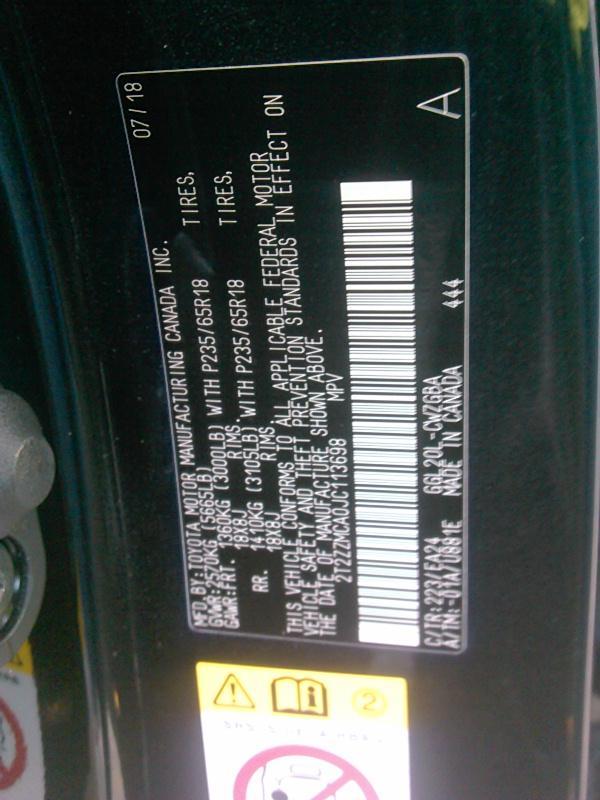 MFD. BY: TOYOTA MOTOR MANUFACTURING CANADA INC. 07/18
GVWR: 2570KG (5665LB)
GAWR: FRT. 1360KG (3000LB) WITH P235/65R18 TIRES,
18X8J RIMS,
RR. 1410KG (3105LB) WITH P235/65R18 TIRES,
18X8J RIMS,
THIS VEHICLE CONFORMS TO ALL APPLICABLE FEDERAL MOTOR
VEHICLE SAFETY AND THEFT PREVENTION STANDARDS IN EFFECT ON
THE DATE OF MANUFACTURE SHOWN ABOVE.
2T2ZZMCA0JC113698 MPV
C/TR: 223/EA24 GGL20L-CWZGBA
A/TM: -01A/0881E MADE IN CANADA 444
A
2